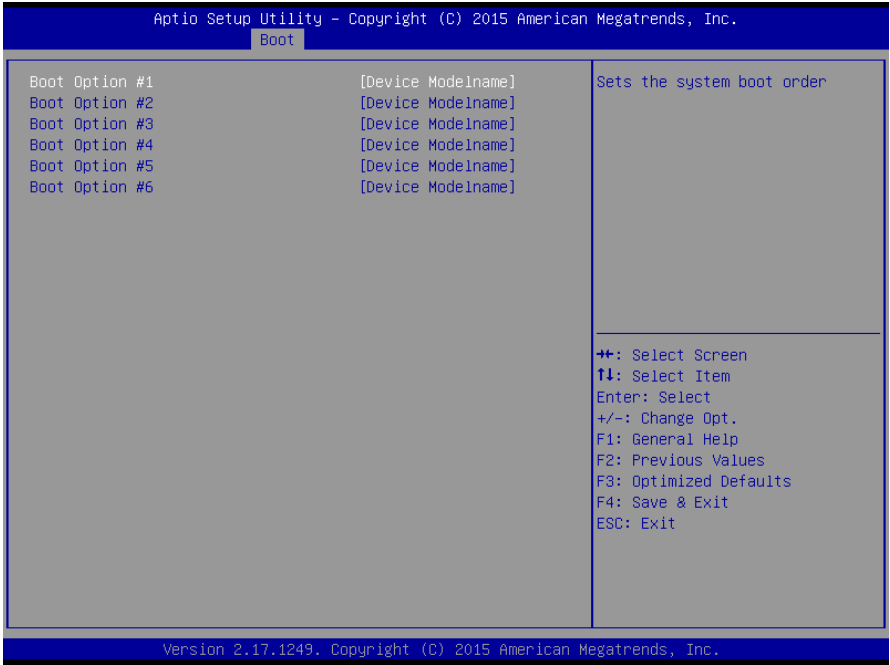 Aptio Setup Utility – Copyright (C) 2015 American Megatrends, Inc.
Boot
Boot Option #1 [Device Modelname]
Boot Option #2 [Device Modelname]
Boot Option #3 [Device Modelname]
Boot Option #4 [Device Modelname]
Boot Option #5 [Device Modelname]
Boot Option #6 [Device Modelname]
Sets the system boot order
→←: Select Screen
↑↓: Select Item
Enter: Select
+/-: Change Opt.
F1: General Help
F2: Previous Values
F3: Optimized Defaults
F4: Save & Exit
ESC: Exit
Version 2.17.1249. Copyright (C) 2015 American Megatrends, Inc.